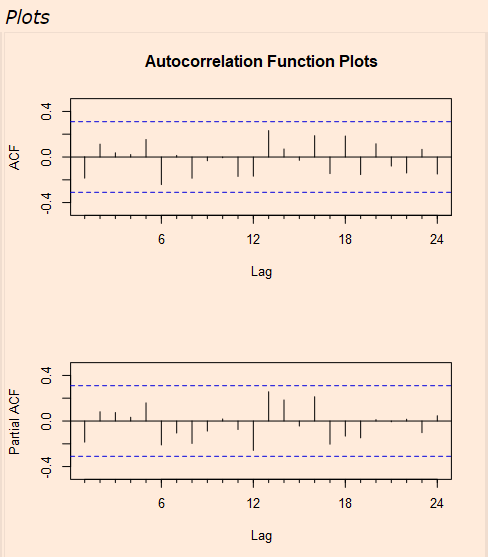 Plots
Autocorrelation Function Plots
ACF
0.4
0.0
-0.4
6 12 18 24
Lag
Partial ACF
0.4
0.0
-0.4
6 12 18 24
Lag